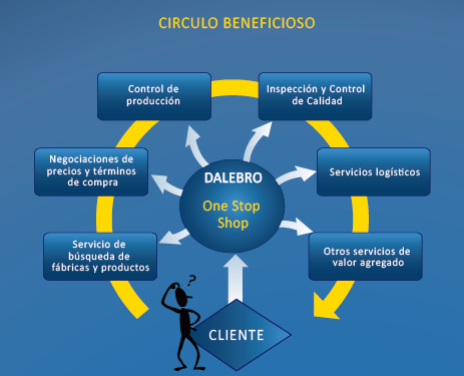 CIRCULO BENEFICIOSO
Control de
producción
Inspección y Control
de Calidad
Negociaciones de
precios y términos
de compra
DALEBRO
One Stop
Shop
Servicios logísticos
Servicio de
búsqueda de
fábricas y productos
Otros servicios de
valor agregado
?
CLIENTE